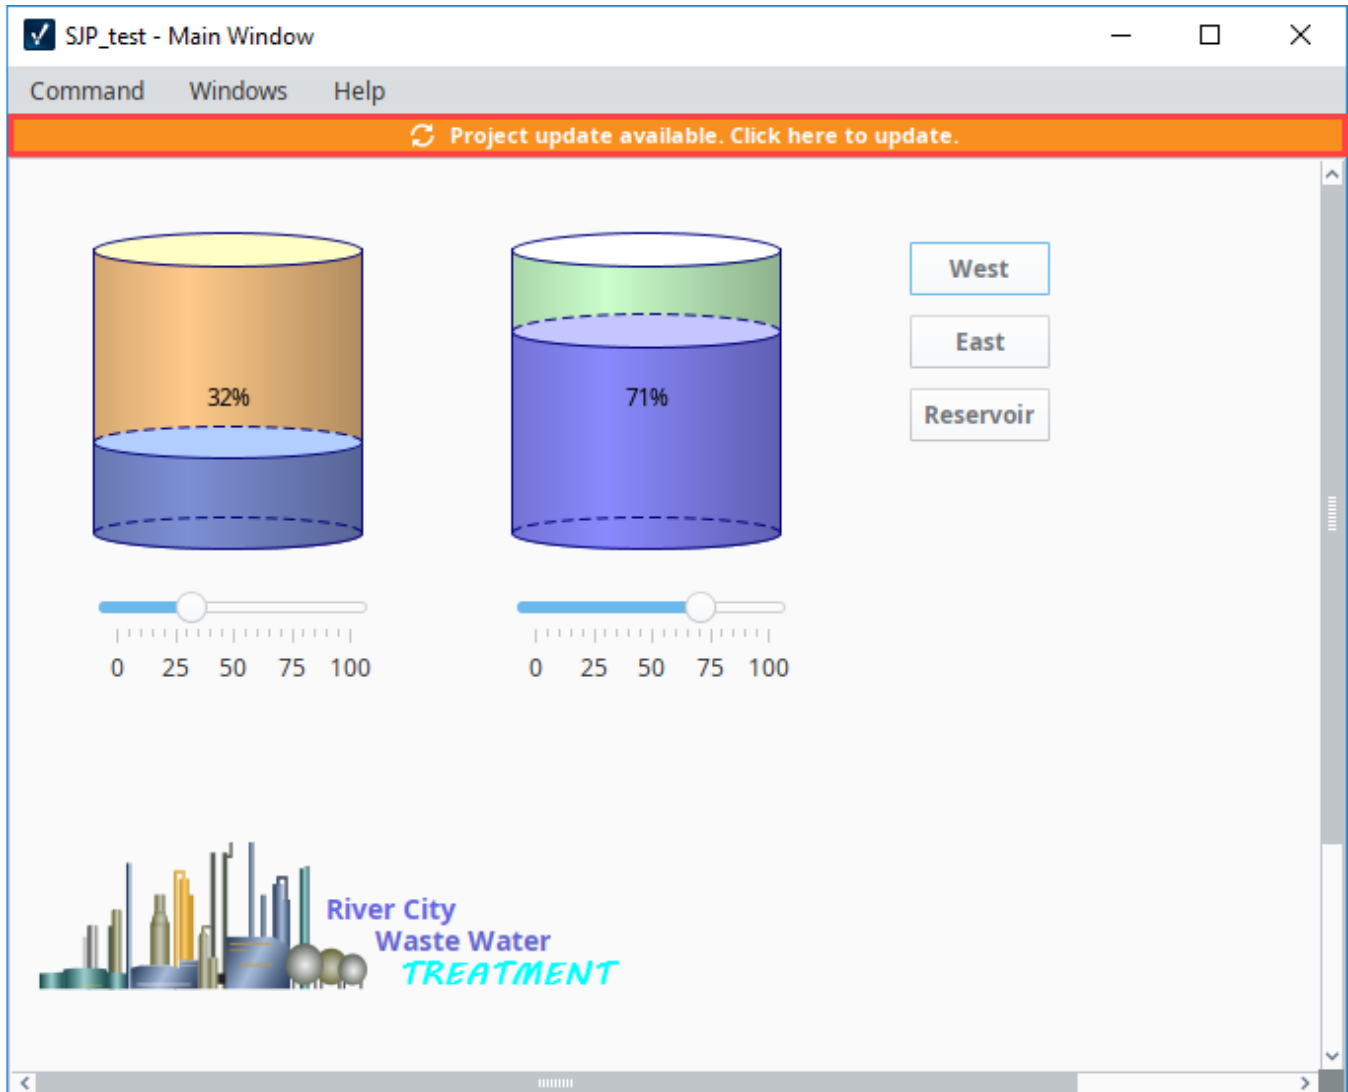 SJP_test - Main Window
Command Windows Help
Project update available. Click here to update.
West
East
Reservoir
32%
71%
0 25 50 75 100
0 25 50 75 100
River City
Waste Water
TREATMENT